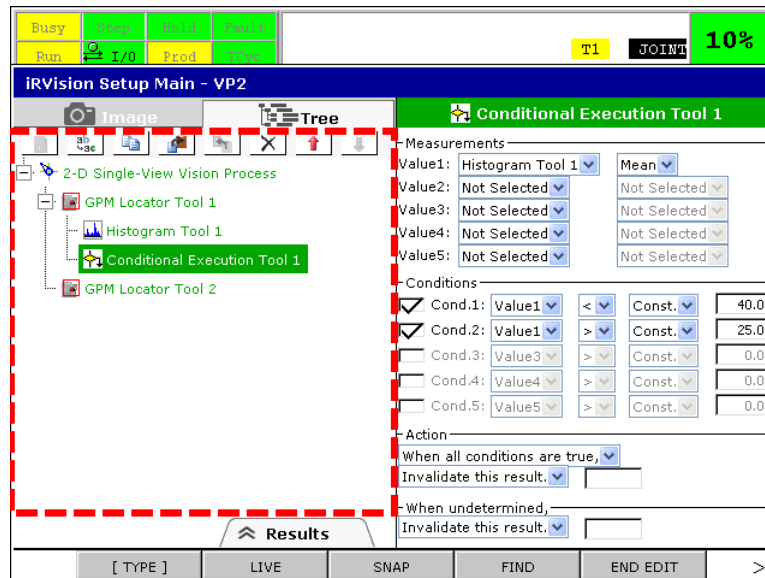 Busy Step Hold Fault
Run I/O Prod TCyc
T1 JOINT 10%
iRVision Setup Main - VP2
Image Tree
Conditional Execution Tool 1
2-D Single-View Vision Process
GPM Locator Tool 1
Histogram Tool 1
Conditional Execution Tool 1
GPM Locator Tool 2
Results
Measurements
Value1: Histogram Tool 1 Mean
Value2: Not Selected Not Selected
Value3: Not Selected Not Selected
Value4: Not Selected Not Selected
Value5: Not Selected Not Selected
Conditions
Cond.1: Value1 < Const. 40.0
Cond.2: Value1 > Const. 25.0
Cond.3: Value3 > Const. 0.0
Cond.4: Value4 > Const. 0.0
Cond.5: Value5 > Const. 0.0
Action
When all conditions are true,
Invalidate this result.
When undetermined,
Invalidate this result.
[ TYPE ] LIVE SNAP FIND END EDIT >